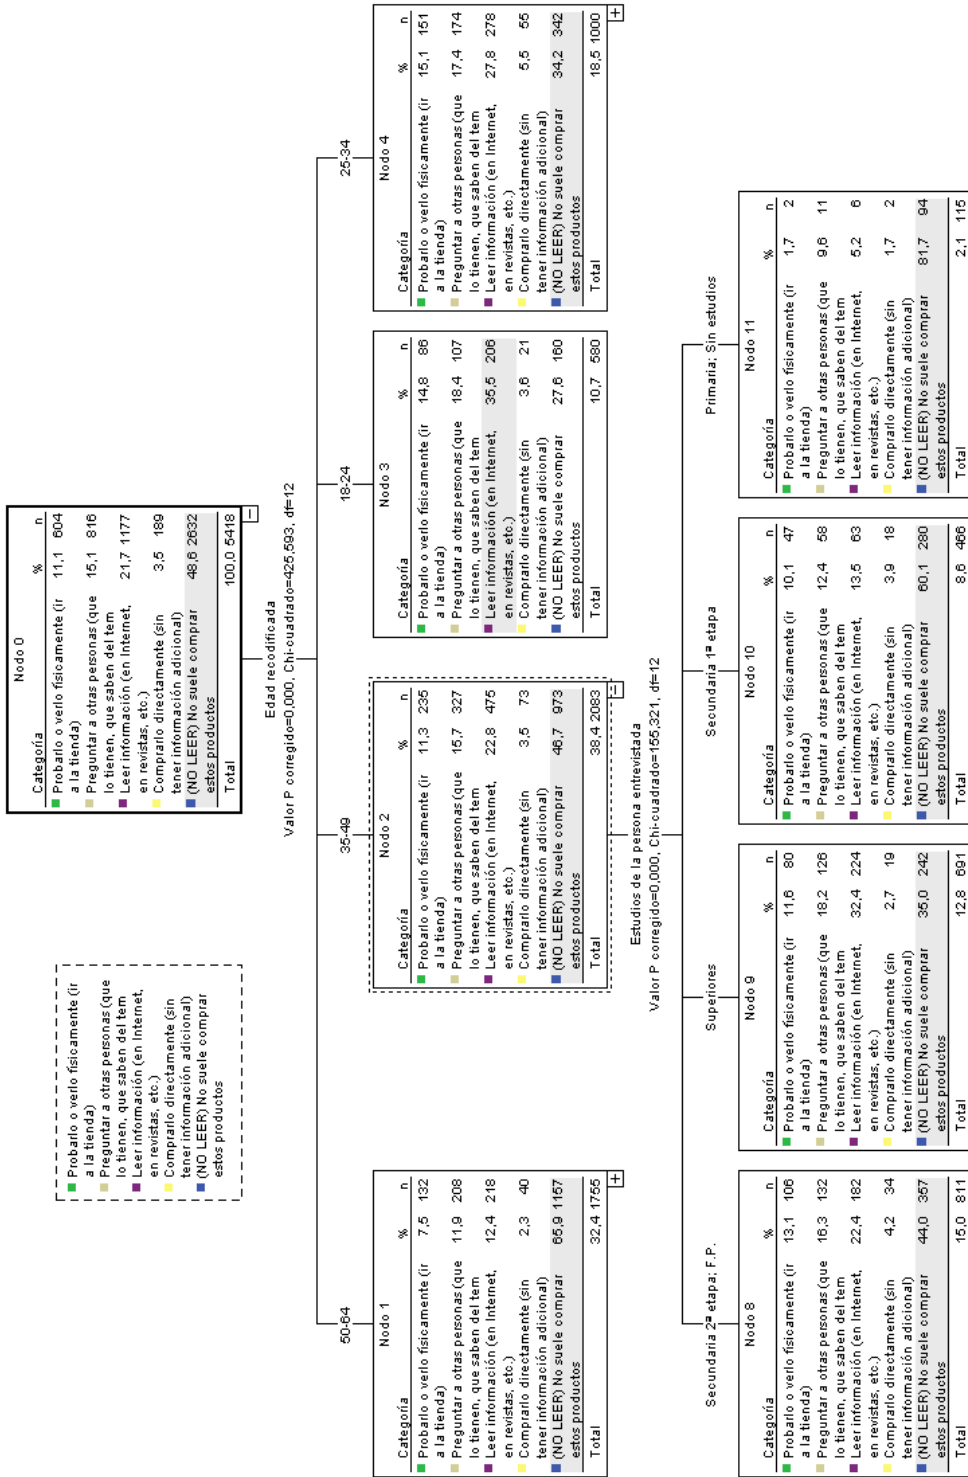 Probarlo o verlo físicamente (ir
a la tienda)
Preguntar a otras personas (que
lo tienen, que saben del tem
Leer información (en Internet,
en revistas, etc.)
Comprarlo directamente (sin
tener información adicional)
(NO LEER) No suele comprar
estos productos
Nodo 0
Categoría % n
Probarlo o verlo físicamente (ir 11,1 604
a la tienda)
Preguntar a otras personas (que 15,1 816
lo tienen, que saben del tem
Leer información (en Internet, 21,7 1177
en revistas, etc.)
Comprarlo directamente (sin 3,5 189
tener información adicional)
(NO LEER) No suele comprar 48,6 2632
estos productos
Total 100,0 5418
Edad recodificada
Valor P corregido=0,000, Chi-cuadrado=425,593, df=12
50-64
Nodo 1
Categoría % n
Probarlo o verlo físicamente (ir 7,5 132
a la tienda)
Preguntar a otras personas (que 11,9 208
lo tienen, que saben del tem
Leer información (en Internet, 12,4 218
en revistas, etc.)
Comprarlo directamente (sin 2,3 40
tener información adicional)
(NO LEER) No suele comprar 65,9 1157
estos productos
Total 32,4 1755
35-49
Nodo 2
Categoría % n
Probarlo o verlo físicamente (ir 11,3 235
a la tienda)
Preguntar a otras personas (que 15,7 327
lo tienen, que saben del tem
Leer información (en Internet, 22,8 475
en revistas, etc.)
Comprarlo directamente (sin 3,5 73
tener información adicional)
(NO LEER) No suele comprar 46,7 973
estos productos
Total 38,4 2083
18-24
Nodo 3
Categoría % n
Probarlo o verlo físicamente (ir 14,8 86
a la tienda)
Preguntar a otras personas (que 18,4 107
lo tienen, que saben del tem
Leer información (en Internet, 35,5 206
en revistas, etc.)
Comprarlo directamente (sin 3,6 21
tener información adicional)
(NO LEER) No suele comprar 27,6 160
estos productos
Total 10,7 580
25-34
Nodo 4
Categoría % n
Probarlo o verlo físicamente (ir 15,1 151
a la tienda)
Preguntar a otras personas (que 17,4 174
lo tienen, que saben del tem
Leer información (en Internet, 27,8 278
en revistas, etc.)
Comprarlo directamente (sin 5,5 55
tener información adicional)
(NO LEER) No suele comprar 34,2 342
estos productos
Total 18,5 1000
Estudios de la persona entrevistada
Valor P corregido=0,000, Chi-cuadrado=155,321, df=12
Secundaria 2ª etapa; F.P.
Nodo 8
Categoría % n
Probarlo o verlo físicamente (ir 13,1 106
a la tienda)
Preguntar a otras personas (que 16,3 132
lo tienen, que saben del tem
Leer información (en Internet, 22,4 182
en revistas, etc.)
Comprarlo directamente (sin 4,2 34
tener información adicional)
(NO LEER) No suele comprar 44,0 357
estos productos
Total 15,0 811
Superiores
Nodo 9
Categoría % n
Probarlo o verlo físicamente (ir 11,6 80
a la tienda)
Preguntar a otras personas (que 18,2 126
lo tienen, que saben del tem
Leer información (en Internet, 32,4 224
en revistas, etc.)
Comprarlo directamente (sin 2,7 19
tener información adicional)
(NO LEER) No suele comprar 35,0 242
estos productos
Total 12,8 691
Secundaria 1ª etapa
Nodo 10
Categoría % n
Probarlo o verlo físicamente (ir 10,1 47
a la tienda)
Preguntar a otras personas (que 12,4 58
lo tienen, que saben del tem
Leer información (en Internet, 13,5 63
en revistas, etc.)
Comprarlo directamente (sin 3,9 18
tener información adicional)
(NO LEER) No suele comprar 60,1 280
estos productos
Total 8,6 466
Primaria; Sin estudios
Nodo 11
Categoría % n
Probarlo o verlo físicamente (ir 1,7 2
a la tienda)
Preguntar a otras personas (que 9,6 11
lo tienen, que saben del tem
Leer información (en Internet, 5,2 6
en revistas, etc.)
Comprarlo directamente (sin 1,7 2
tener información adicional)
(NO LEER) No suele comprar 81,7 94
estos productos
Total 2,1 115